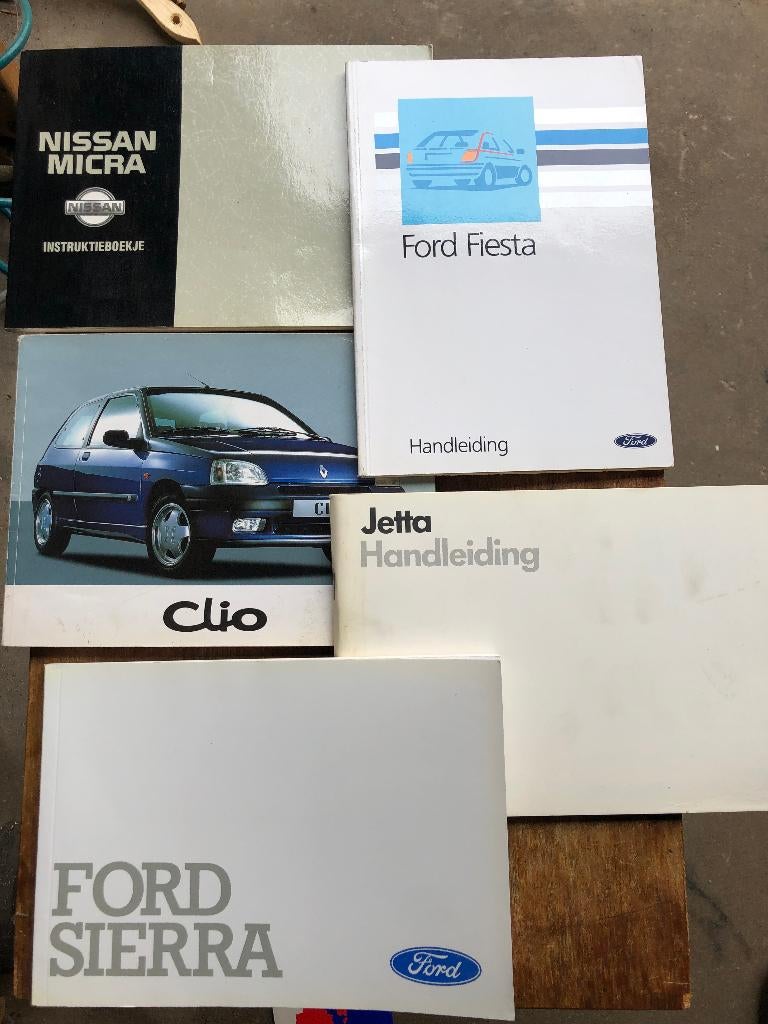 NISSAN
MICRA
NISSAN
INSTRUKTIEBOEKJE
Ford Fiesta
Handleiding
Ford
Clio
Jetta
Handleiding
FORD
SIERRA
Ford